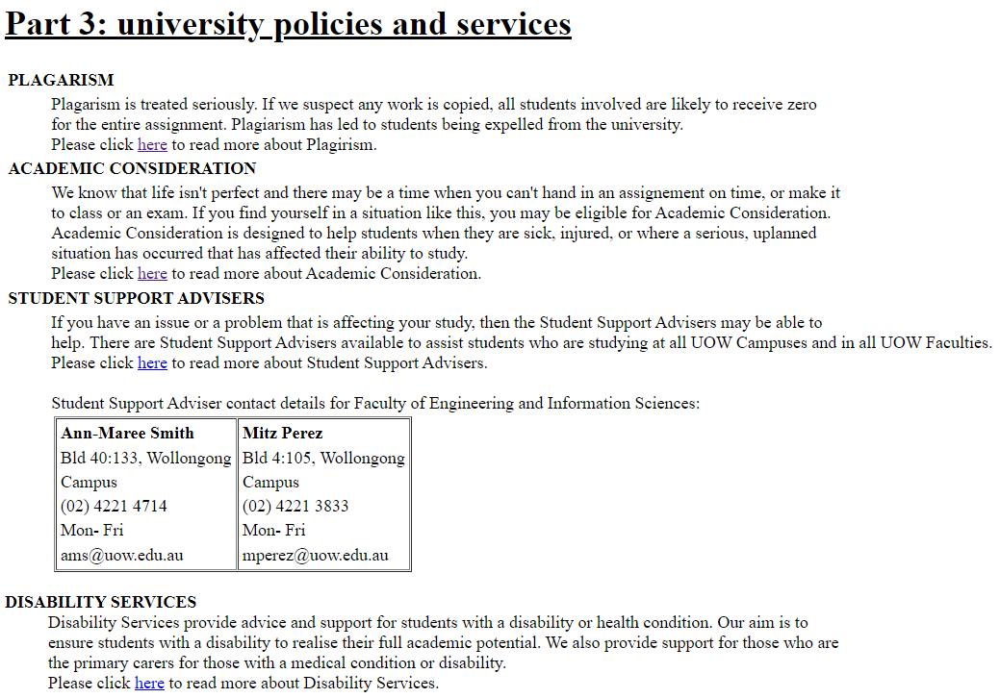 Part 3: university policies and services
PLAGARISM
Plagarism is treated seriously. If we suspect any work is copied, all students involved are likely to receive zero
for the entire assignment. Plagiarism has led to students being expelled from the university.
Please click here to read more about Plagirism.
ACADEMIC CONSIDERATION
We know that life isn't perfect and there may be a time when you can't hand in an assignement on time, or make it
to class or an exam. If you find yourself in a situation like this, you may be eligible for Academic Consideration.
Academic Consideration is designed to help students when they are sick, injured, or where a serious, uplanned
situation has occurred that has affected their ability to study.
Please click here to read more about Academic Consideration.
STUDENT SUPPORT ADVISERS
If you have an issue or a problem that is affecting your study, then the Student Support Advisers may be able to
help. There are Student Support Advisers available to assist students who are studying at all UOW Campuses and in all UOW Faculties.
Please click here to read more about Student Support Advisers.
Student Support Adviser contact details for Faculty of Engineering and Information Sciences:
Ann-Maree Smith
Bld 40:133, Wollongong
Campus
(02) 4221 4714
Mon- Fri
ams@uow.edu.au
Mitz Perez
Bld 4:105, Wollongong
Campus
(02) 4221 3833
Mon- Fri
mperez@uow.edu.au
DISABILITY SERVICES
Disability Services provide advice and support for students with a disability or health condition. Our aim is to
ensure students with a disability to realise their full academic potential. We also provide support for those who are
the primary carers for those with a medical condition or disability.
Please click here to read more about Disability Services.